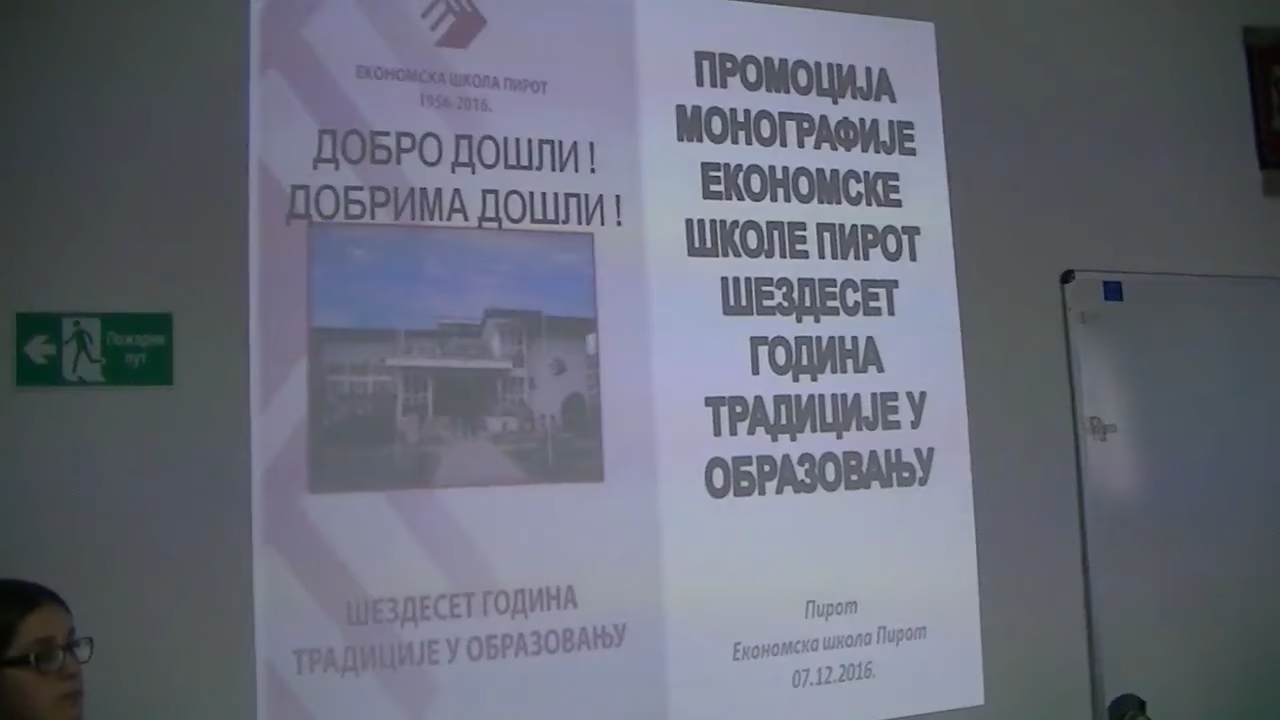 ЕКОНОМСКА ШКОЛА ПИРОТ
1956-2016.
ДОБРО ДОШЛИ !
ДОБРИМА ДОШЛИ !
ШЕЗДЕСЕТ ГОДИНА
ТРАДИЦИЈЕ У ОБРАЗОВАЊУ
ПРОМОЦИЈА
МОНОГРАФИЈЕ
ЕКОНОМСКЕ
ШКОЛЕ ПИРОТ
ШЕЗДЕСЕТ
ГОДИНА
ТРАДИЦИЈЕ У
ОБРАЗОВАЊУ
Пирот
Економска школа Пирот
07.12.2016.
пут